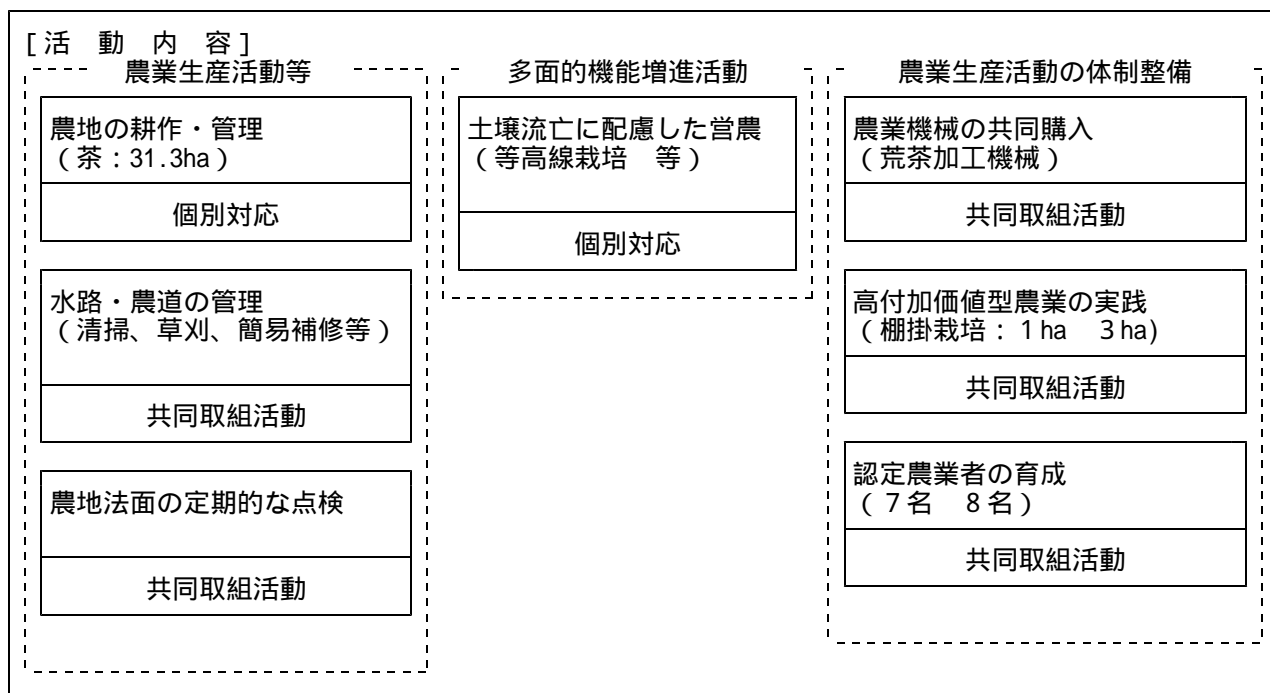 [活 動 内 容]
農業生産活動等
農地の耕作・管理
(茶:31.3ha)
個別対応
水路・農道の管理
(清掃、草刈、簡易補修等)
共同取組活動
農地法面の定期的な点検
共同取組活動
多面的機能増進活動
土壌流亡に配慮した営農
(等高線栽培 等)
個別対応
農業生産活動の体制整備
農業機械の共同購入
(荒茶加工機械)
共同取組活動
高付加価値型農業の実践
(棚掛栽培:1ha 3ha)
共同取組活動
認定農業者の育成
(7名 8名)
共同取組活動